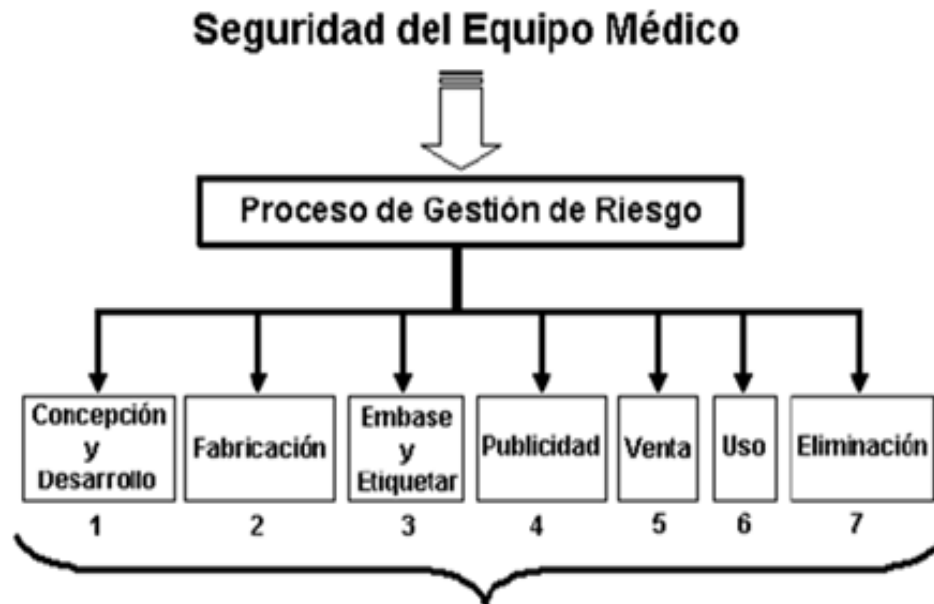 Seguridad del Equipo Médico
Proceso de Gestión de Riesgo
Concepción
y
Desarrollo
Fabricación
Embase
y
Etiquetar
Publicidad
Venta
Uso
Eliminación
1 2 3 4 5 6 7